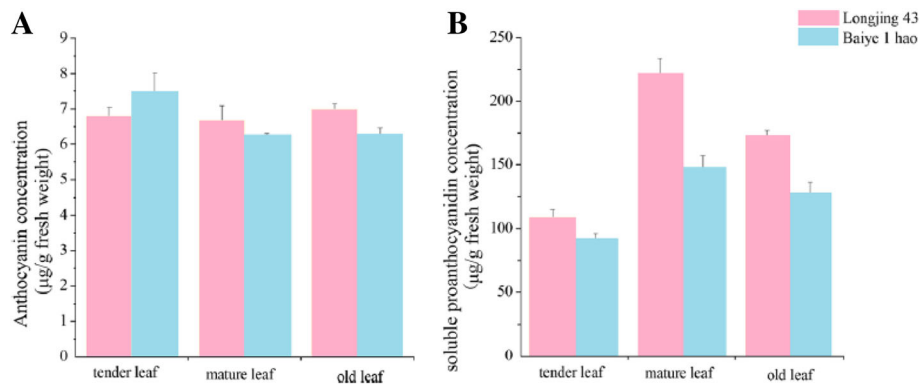 A
Anthocyanin concentration
(μg/g fresh weight)
9
8
7
6
5
4
3
2
1
0
tender leaf
mature leaf
old leaf
B
Longjing 43
Baiye 1 hao
soluble proanthocyanidin concentration
(μg/g fresh weight)
250
200
150
100
50
0
tender leaf
mature leaf
old leaf